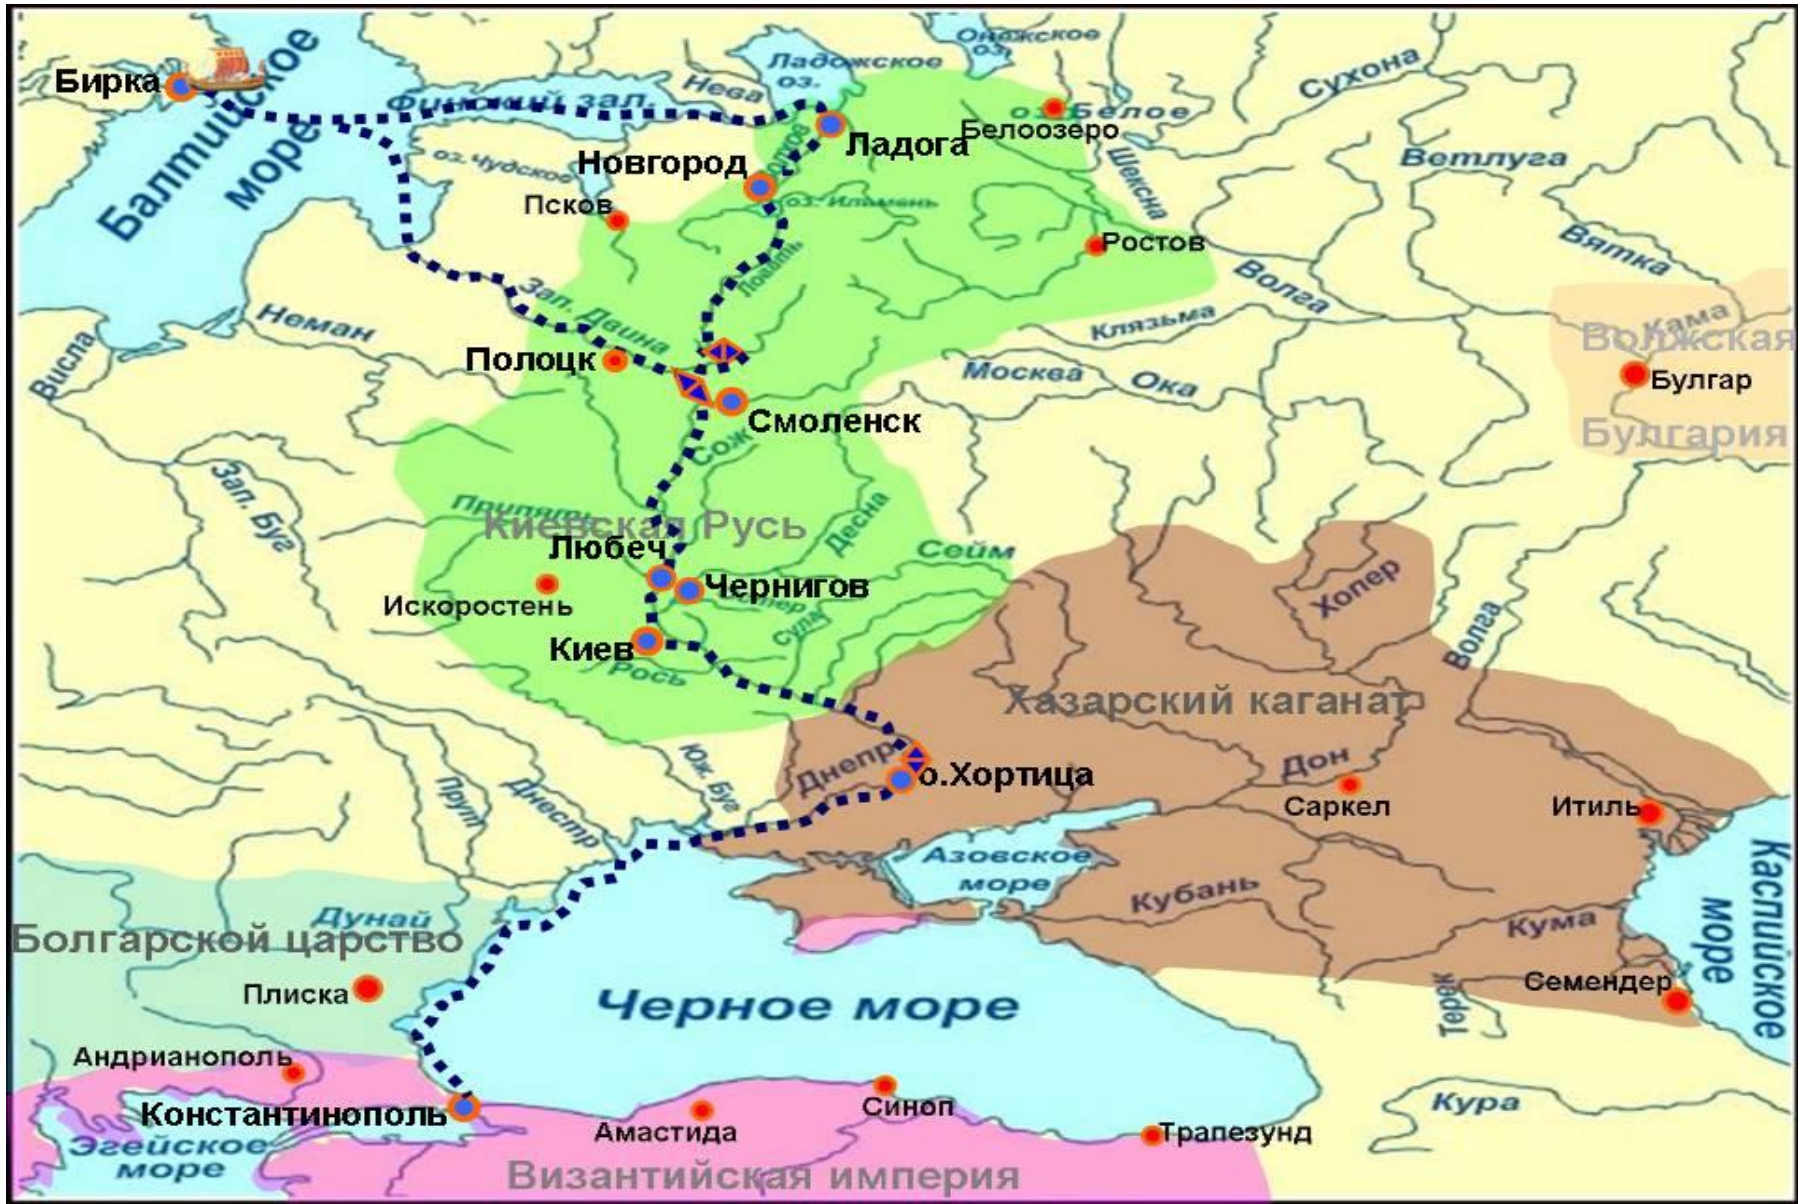 Бирка
Балтийское
море
Финский зал.
Нева
Ладожское
оз.
Онежское
оз.
Сухона
оз. Белое
Белоозеро
Ладога
Волхов
Новгород
оз. Чудское
Псков
оз. Ильмень
Шексна
Ветлуга
Ростов
Вятка
Ловать
Волга
Зап. Двина
Неман
Висла
Клязьма
Кама
Волжская
Булгария
Булгар
Полоцк
Москва
Ока
Смоленск
Сож
Зап. Буг
Припять
Киевская Русь
Десна
Сейм
Любеч
Чернигов
Остер
Сула
Искоростень
Киев
Рось
Хопер
Волга
Хазарский каганат
Днепр
о.Хортица
Дон
Саркел
Итиль
Юж. Буг
Прут
Днестр
Азовское
море
Кубань
Кума
Каспийское
море
Дунай
Болгарской царство
Плиска
Черное море
Семендер
Терек
Андрианополь
Константинополь
Эгейское
море
Амастида
Синоп
Трапезунд
Кура
Византийская империя